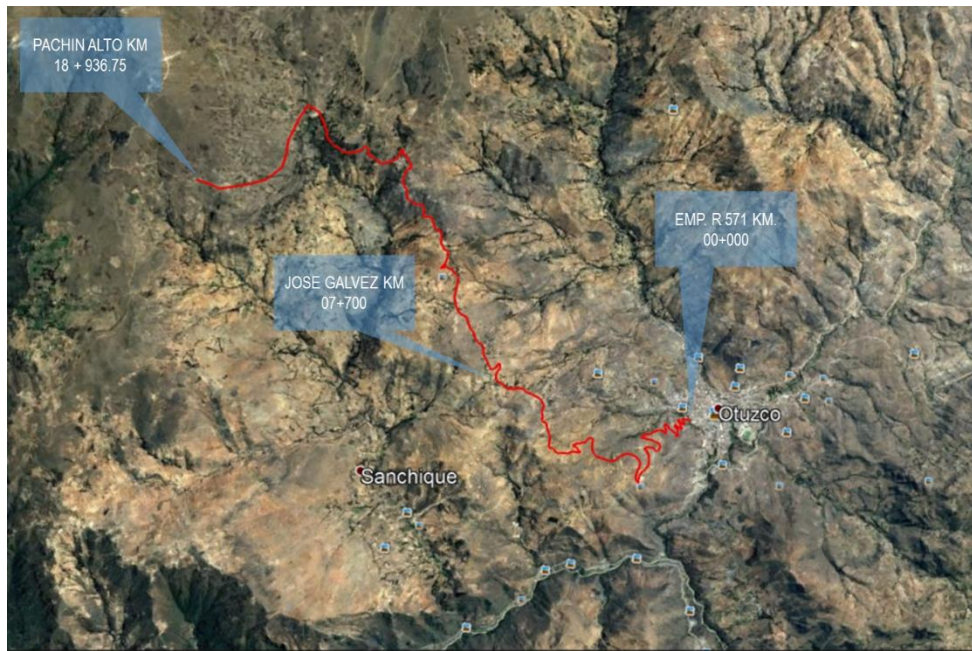 PACHIN ALTO KM
18 + 936.75
EMP. R 571 KM.
00+000
JOSE GALVEZ KM
07+700
Otuzco
Sanchique